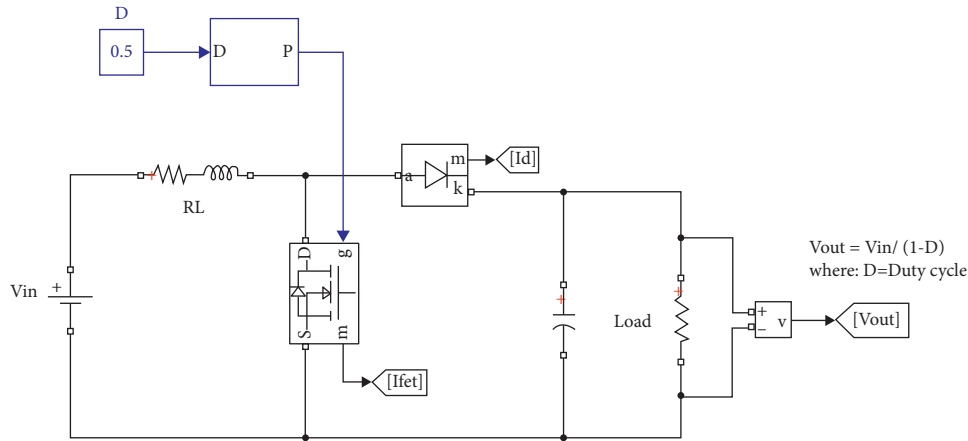 D
0.5
D
P
m
[Id]
a
k
RL
D
g
Vout = Vin/ (1-D)
where: D=Duty cycle
Vin
+
+
+
Load
+
−
v
[Vout]
S
m
[Ifet]